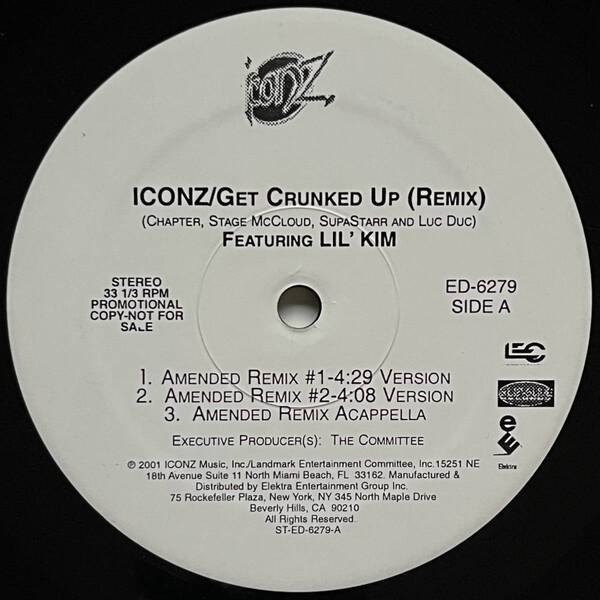 ICONZ
ICONZ/GET CRUNKED UP (REMIX)
(CHAPTER, STAGE MCCLOUD, SUPASTARR AND LUC DUC)
FEATURING LIL' KIM
STEREO
33 1/3 RPM
PROMOTIONAL
COPY-NOT FOR
SALE
ED-6279
SIDE A
LEC
1. AMENDED REMIX #1-4:29 VERSION
2. AMENDED REMIX #2-4:08 VERSION
3. AMENDED REMIX ACAPPELLA
EXECUTIVE PRODUCER(S): THE COMMITTEE
Elektra
℗ 2001 ICONZ Music, Inc./Landmark Entertainment Committee, Inc.15251 NE
18th Avenue Suite 11 North Miami Beach, FL 33162. Manufactured &
Distributed by Elektra Entertainment Group Inc.
75 Rockefeller Plaza, New York, NY 345 North Maple Drive
Beverly Hills, CA 90210
All Rights Reserved.
ST-ED-6279-A